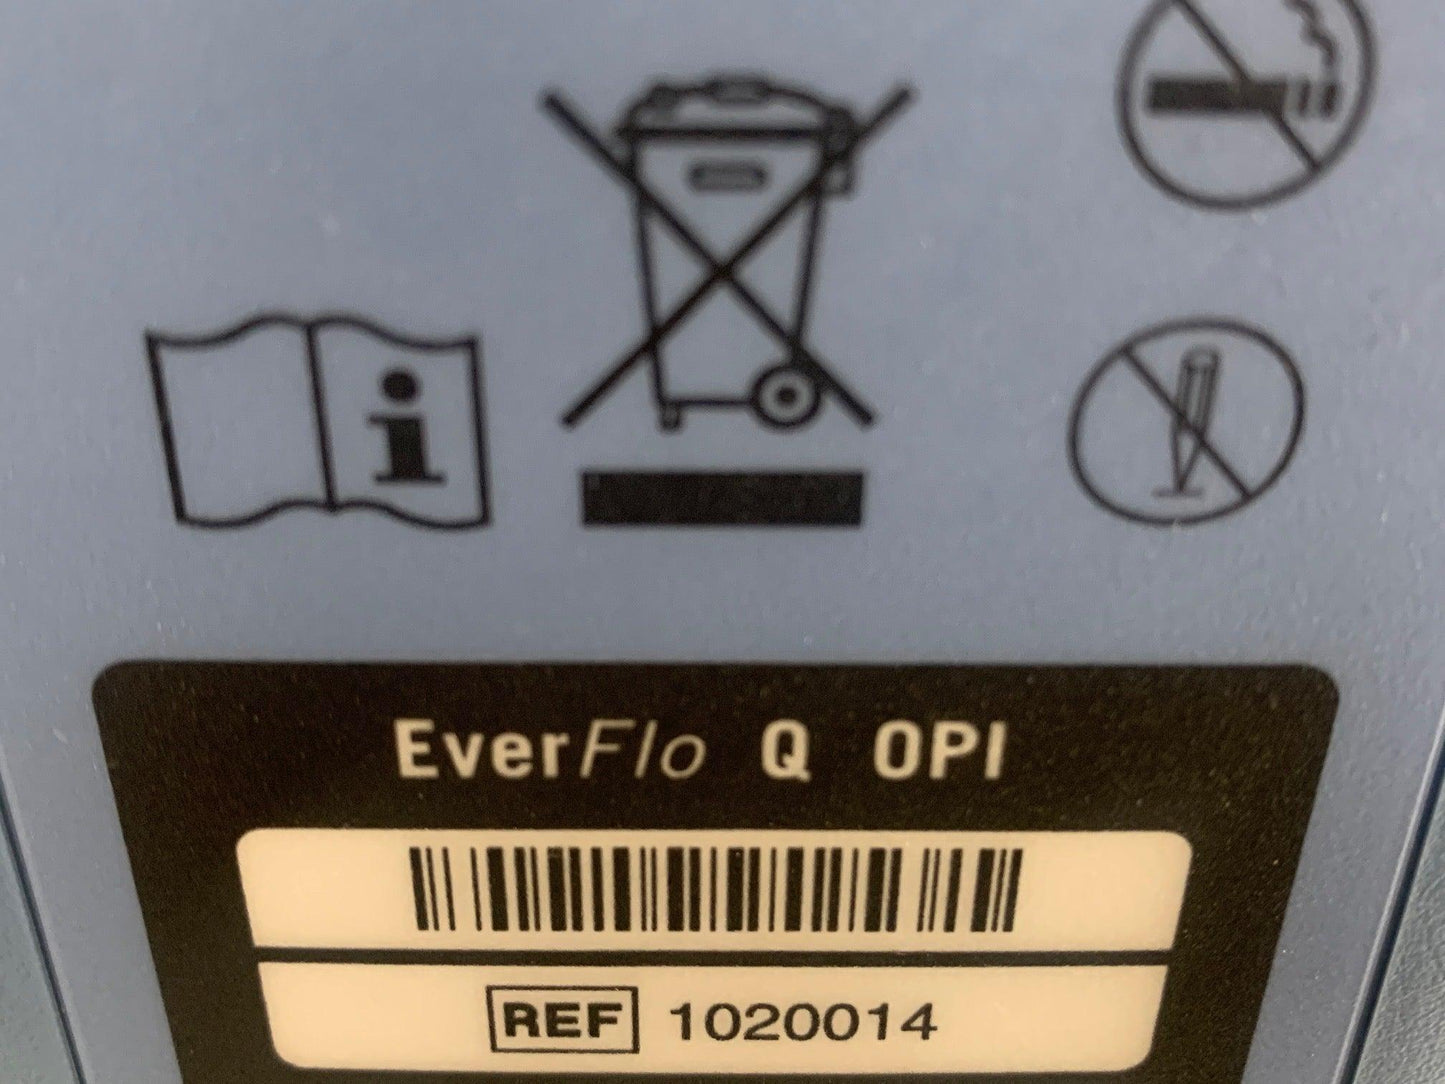 i
EverFlo Q OPI
REF 1020014